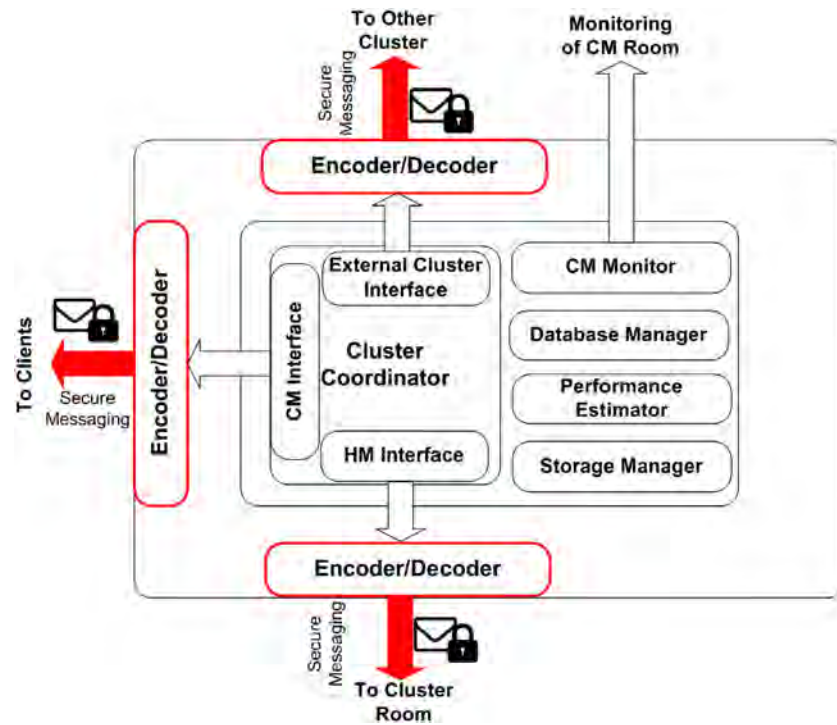 To Other
Cluster
Monitoring
of CM Room
Secure
Messaging
Encoder/Decoder
External Cluster
Interface
CM Monitor
Encoder/Decoder
CM Interface
Database Manager
Cluster
Coordinator
To Clients
Secure
Messaging
Performance
Estimator
HM Interface
Storage Manager
Encoder/Decoder
Secure
Messaging
To Cluster
Room